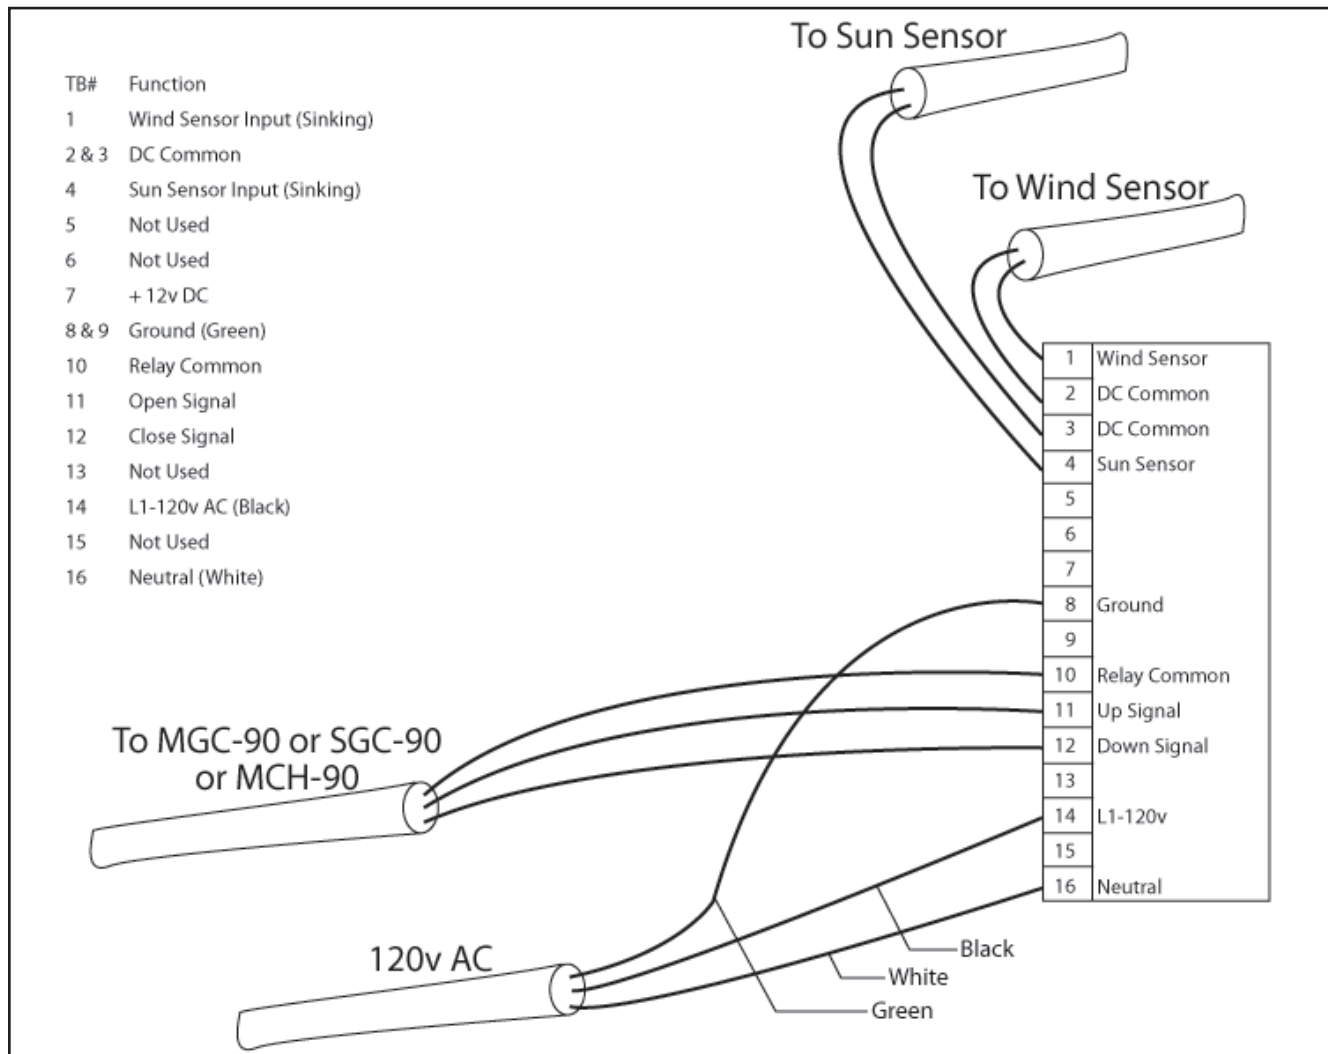 To Sun Sensor
TB# Function
1 Wind Sensor Input (Sinking)
2 & 3 DC Common
4 Sun Sensor Input (Sinking)
5 Not Used
6 Not Used
7 + 12v DC
8 & 9 Ground (Green)
10 Relay Common
11 Open Signal
12 Close Signal
13 Not Used
14 L1-120v AC (Black)
15 Not Used
16 Neutral (White)
To Wind Sensor
1 Wind Sensor
2 DC Common
3 DC Common
4 Sun Sensor
5
6
7
8 Ground
9
10 Relay Common
11 Up Signal
12 Down Signal
13
14 L1-120v
15
16 Neutral
To MGC-90 or SGC-90
or MCH-90
120v AC
Black
White
Green